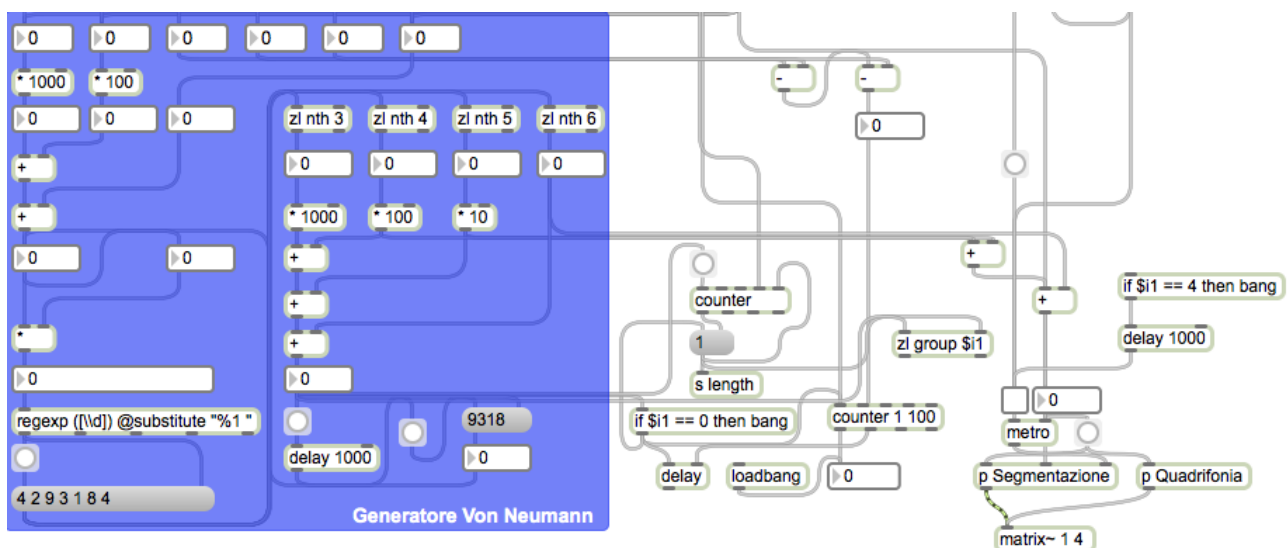 0 0 0 0 0 0
* 1000 * 100
- -
0 0 0
zl nth 3 zl nth 4 zl nth 5 zl nth 6
0
+
0 0 0 0
+
* 1000 * 100 * 10
0 0
+
+
if $i1 == 4 then bang
+
counter
+
*
+
1
zl group $i1
delay 1000
0
0
s length
0
regexp ([\\d]) @substitute "%1 "
9318
if $i1 == 0 then bang
counter 1 100
metro
delay 1000
0
delay
loadbang
0
p Segmentazione
p Quadrifonia
4 2 9 3 1 8 4
Generatore Von Neumann
matrix~ 1 4